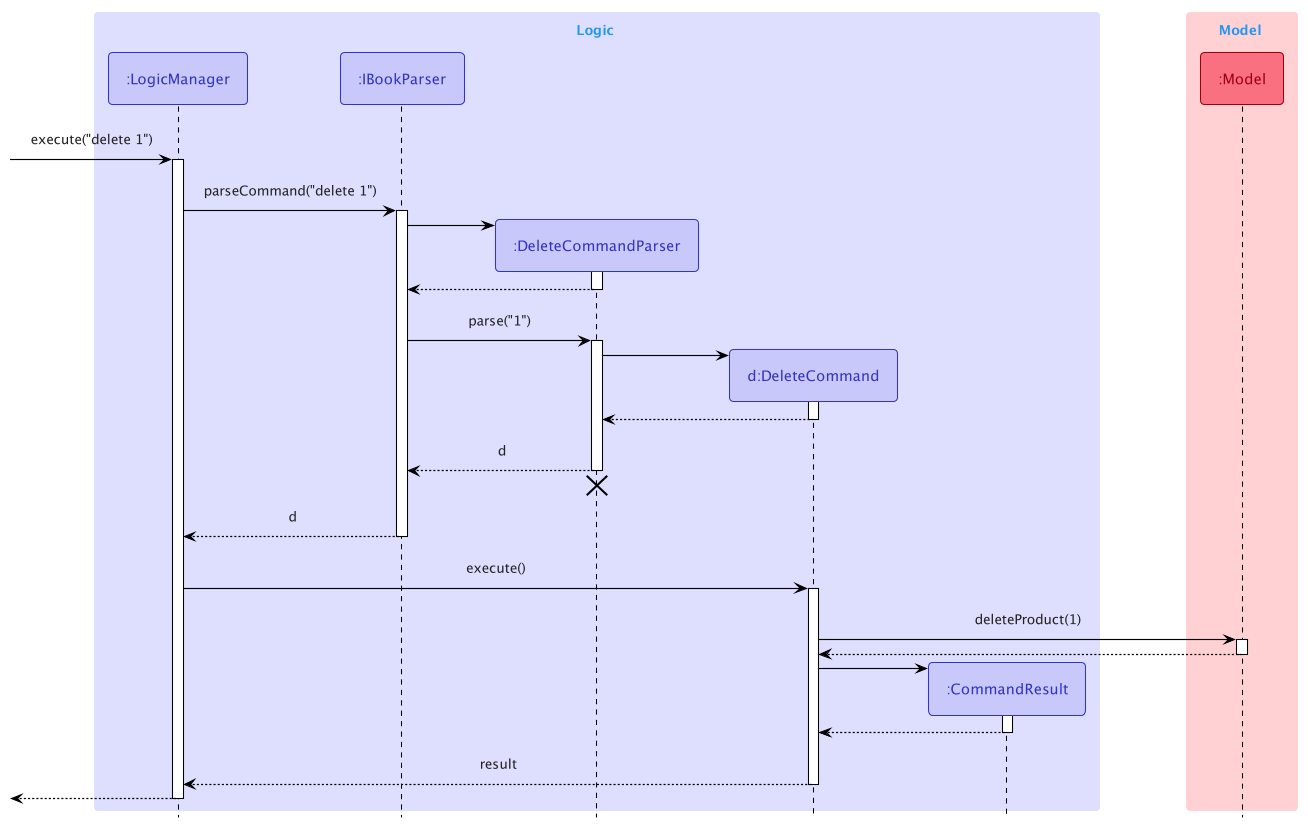 Logic
Model
:LogicManager
:IBookParser
:Model
execute("delete 1")
parseCommand("delete 1")
:DeleteCommandParser
parse("1")
d:DeleteCommand
d
d
execute()
deleteProduct(1)
:CommandResult
result